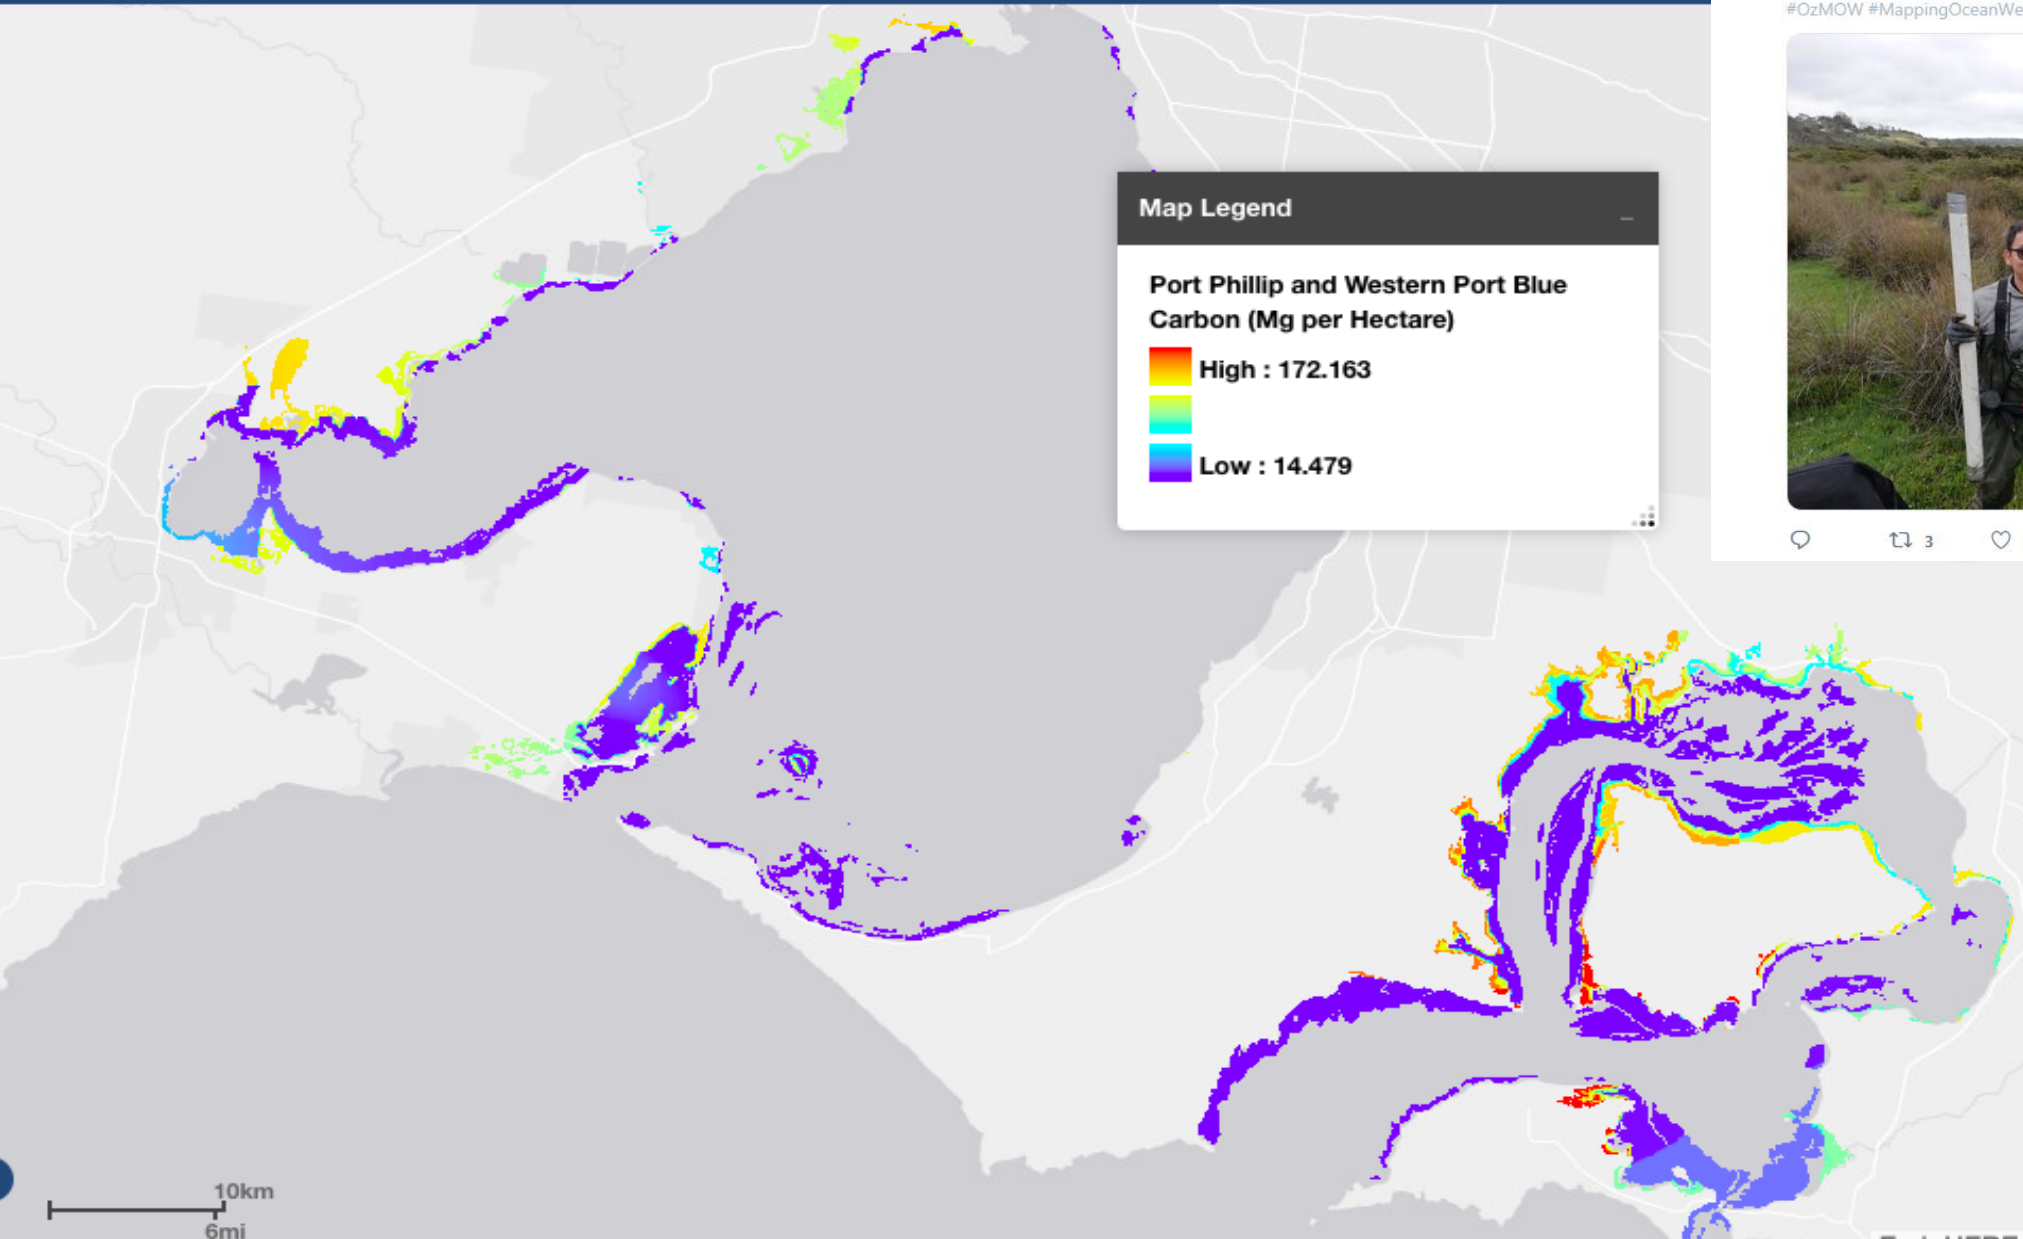 #OzMOW #MappingOceanWe
Map Legend
Port Phillip and Western Port Blue
Carbon (Mg per Hectare)
High : 172.163
Low : 14.479
3
10km
6mi